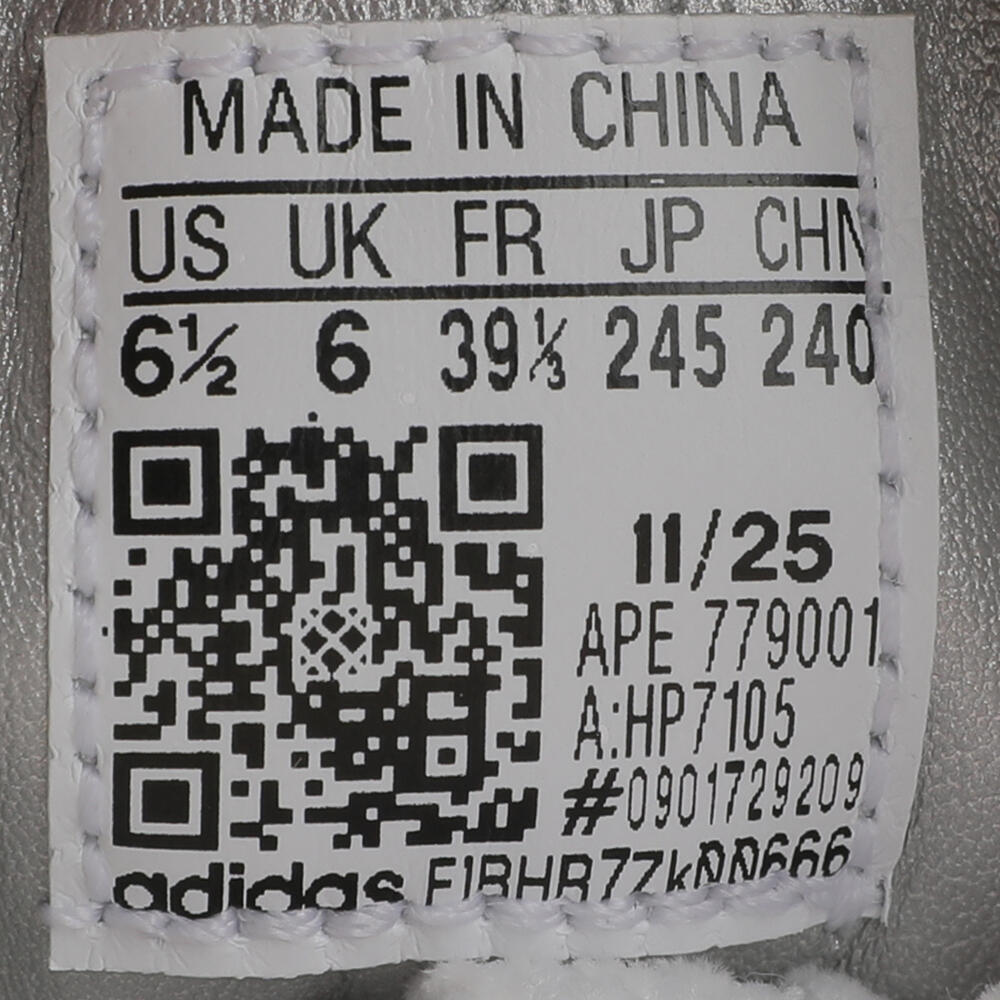 MADE IN CHINA
US UK FR JP CHN
6½ 6 39⅓ 245 240
11/25
APE 779001
A:HP7105
#0901729209
adidas